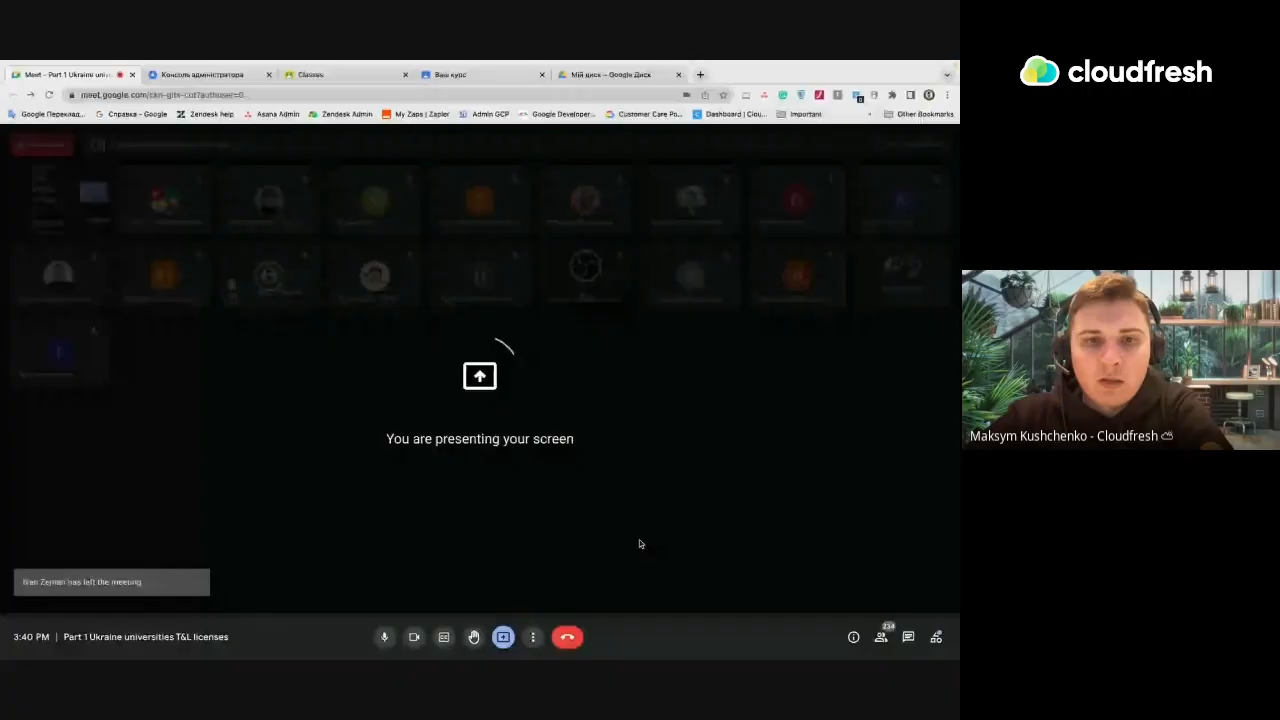 cloudfresh
Meet - Part 1 Ukraine univ
Консоль адміністратора
Classes
Ваш курс
Мій диск – Google Диск
Google Переклад...
Справка - Google
Zendesk help
Asana Admin
Zendesk Admin
My Zaps | Zapier
Admin GCP
Google Developer...
Customer Care Po...
Dashboard | Clou...
Important
Other Bookmarks
You are presenting your screen
has left the meeting
3:40 PM | Part 1 Ukraine universities T&L licenses
234
Maksym Kushchenko - Cloudfresh